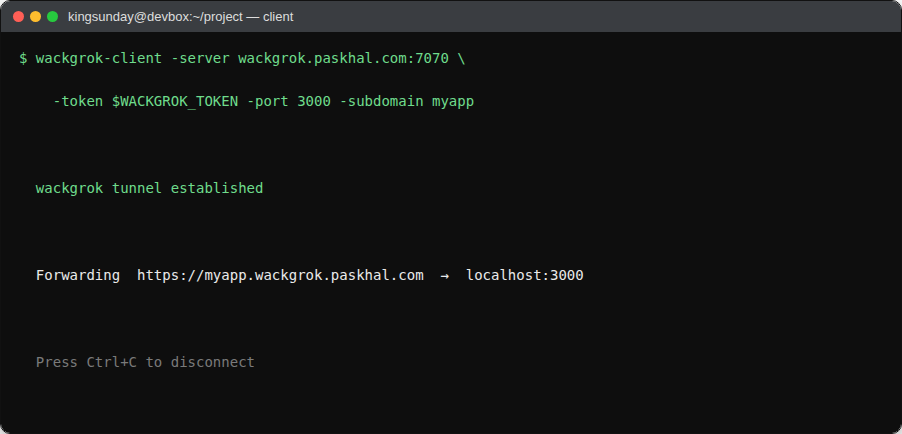 kingsunday@devbox:~/project — client
$ wackgrok-client -server wackgrok.paskhal.com:7070 \
-token $WACKGROK_TOKEN -port 3000 -subdomain myapp
wackgrok tunnel established
Forwarding  https://myapp.wackgrok.paskhal.com  →  localhost:3000
Press Ctrl+C to disconnect